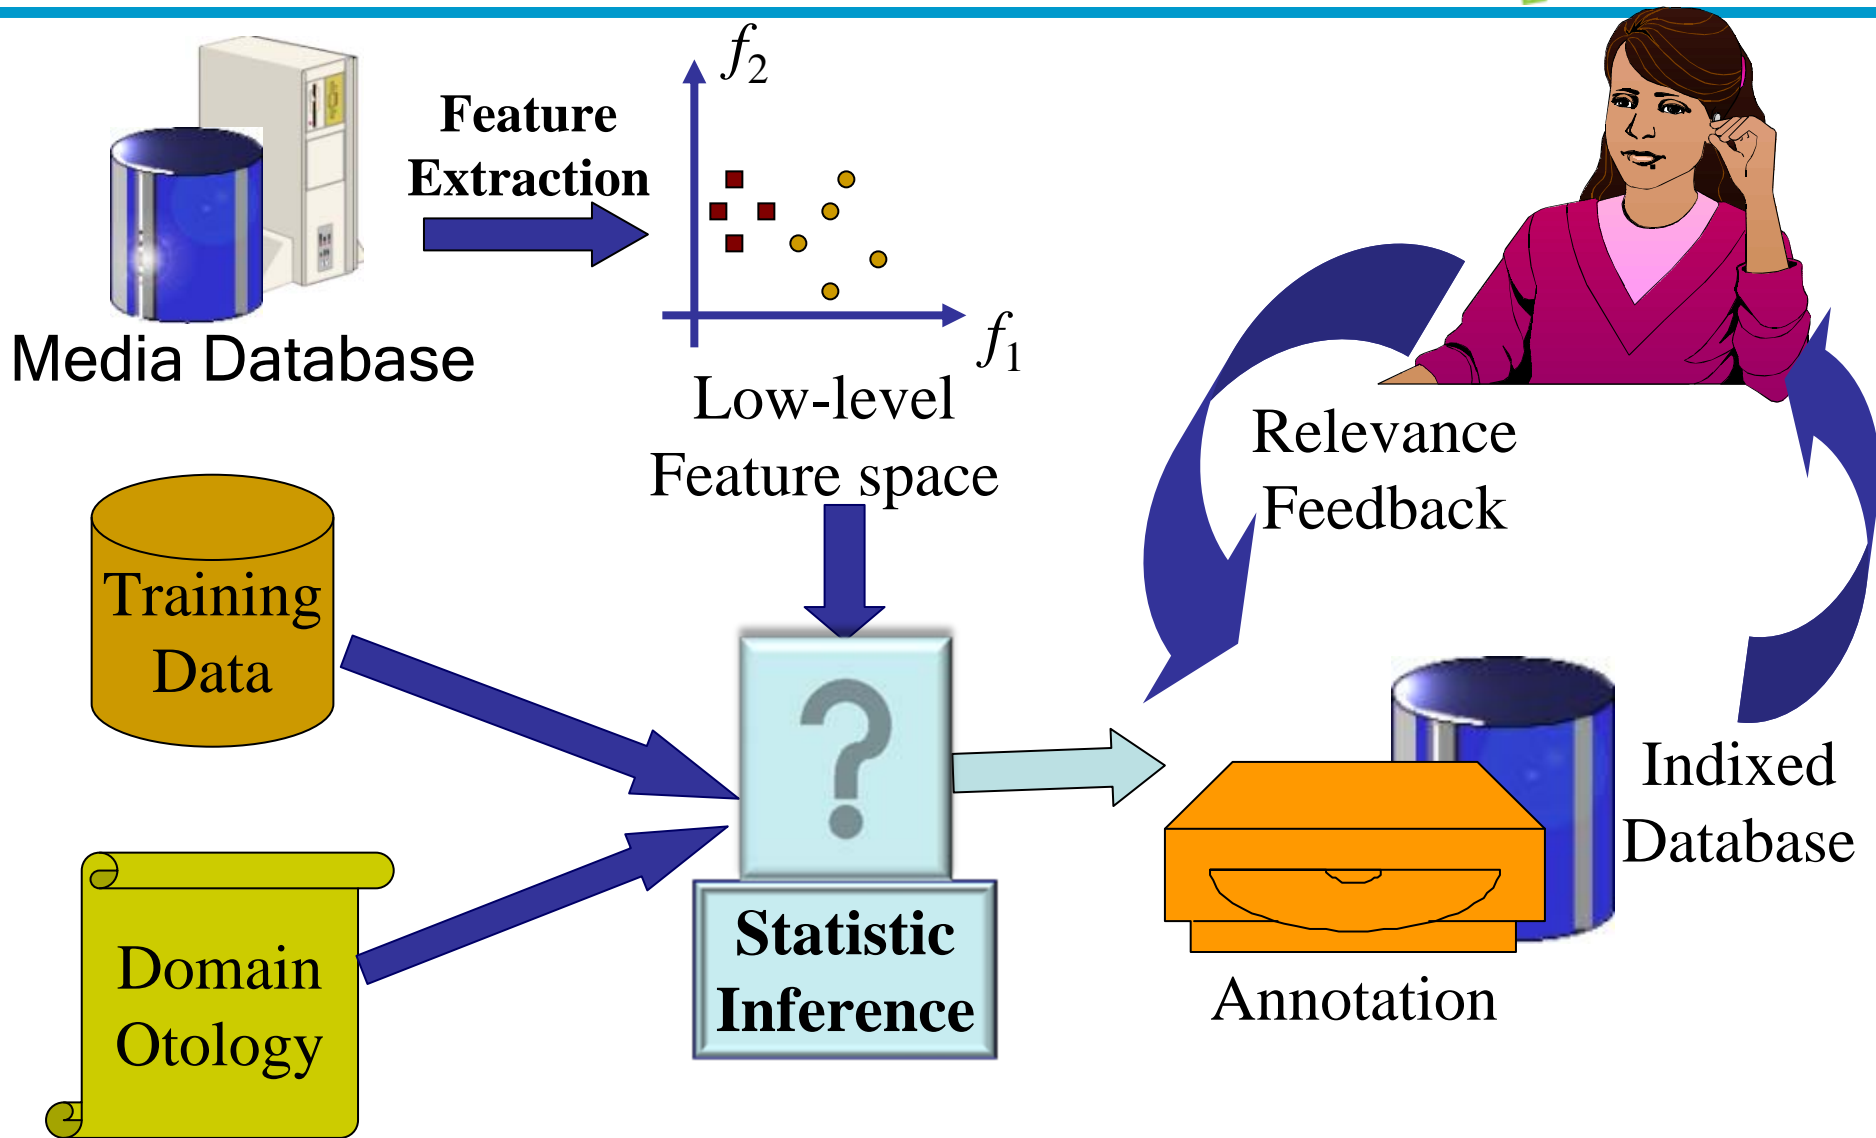 f2
Feature
Extraction
f1
Media Database
Low-level
Feature space
Relevance
Feedback
Training
Data
Domain
Otology
Statistic
Inference
Indixed
Database
Annotation